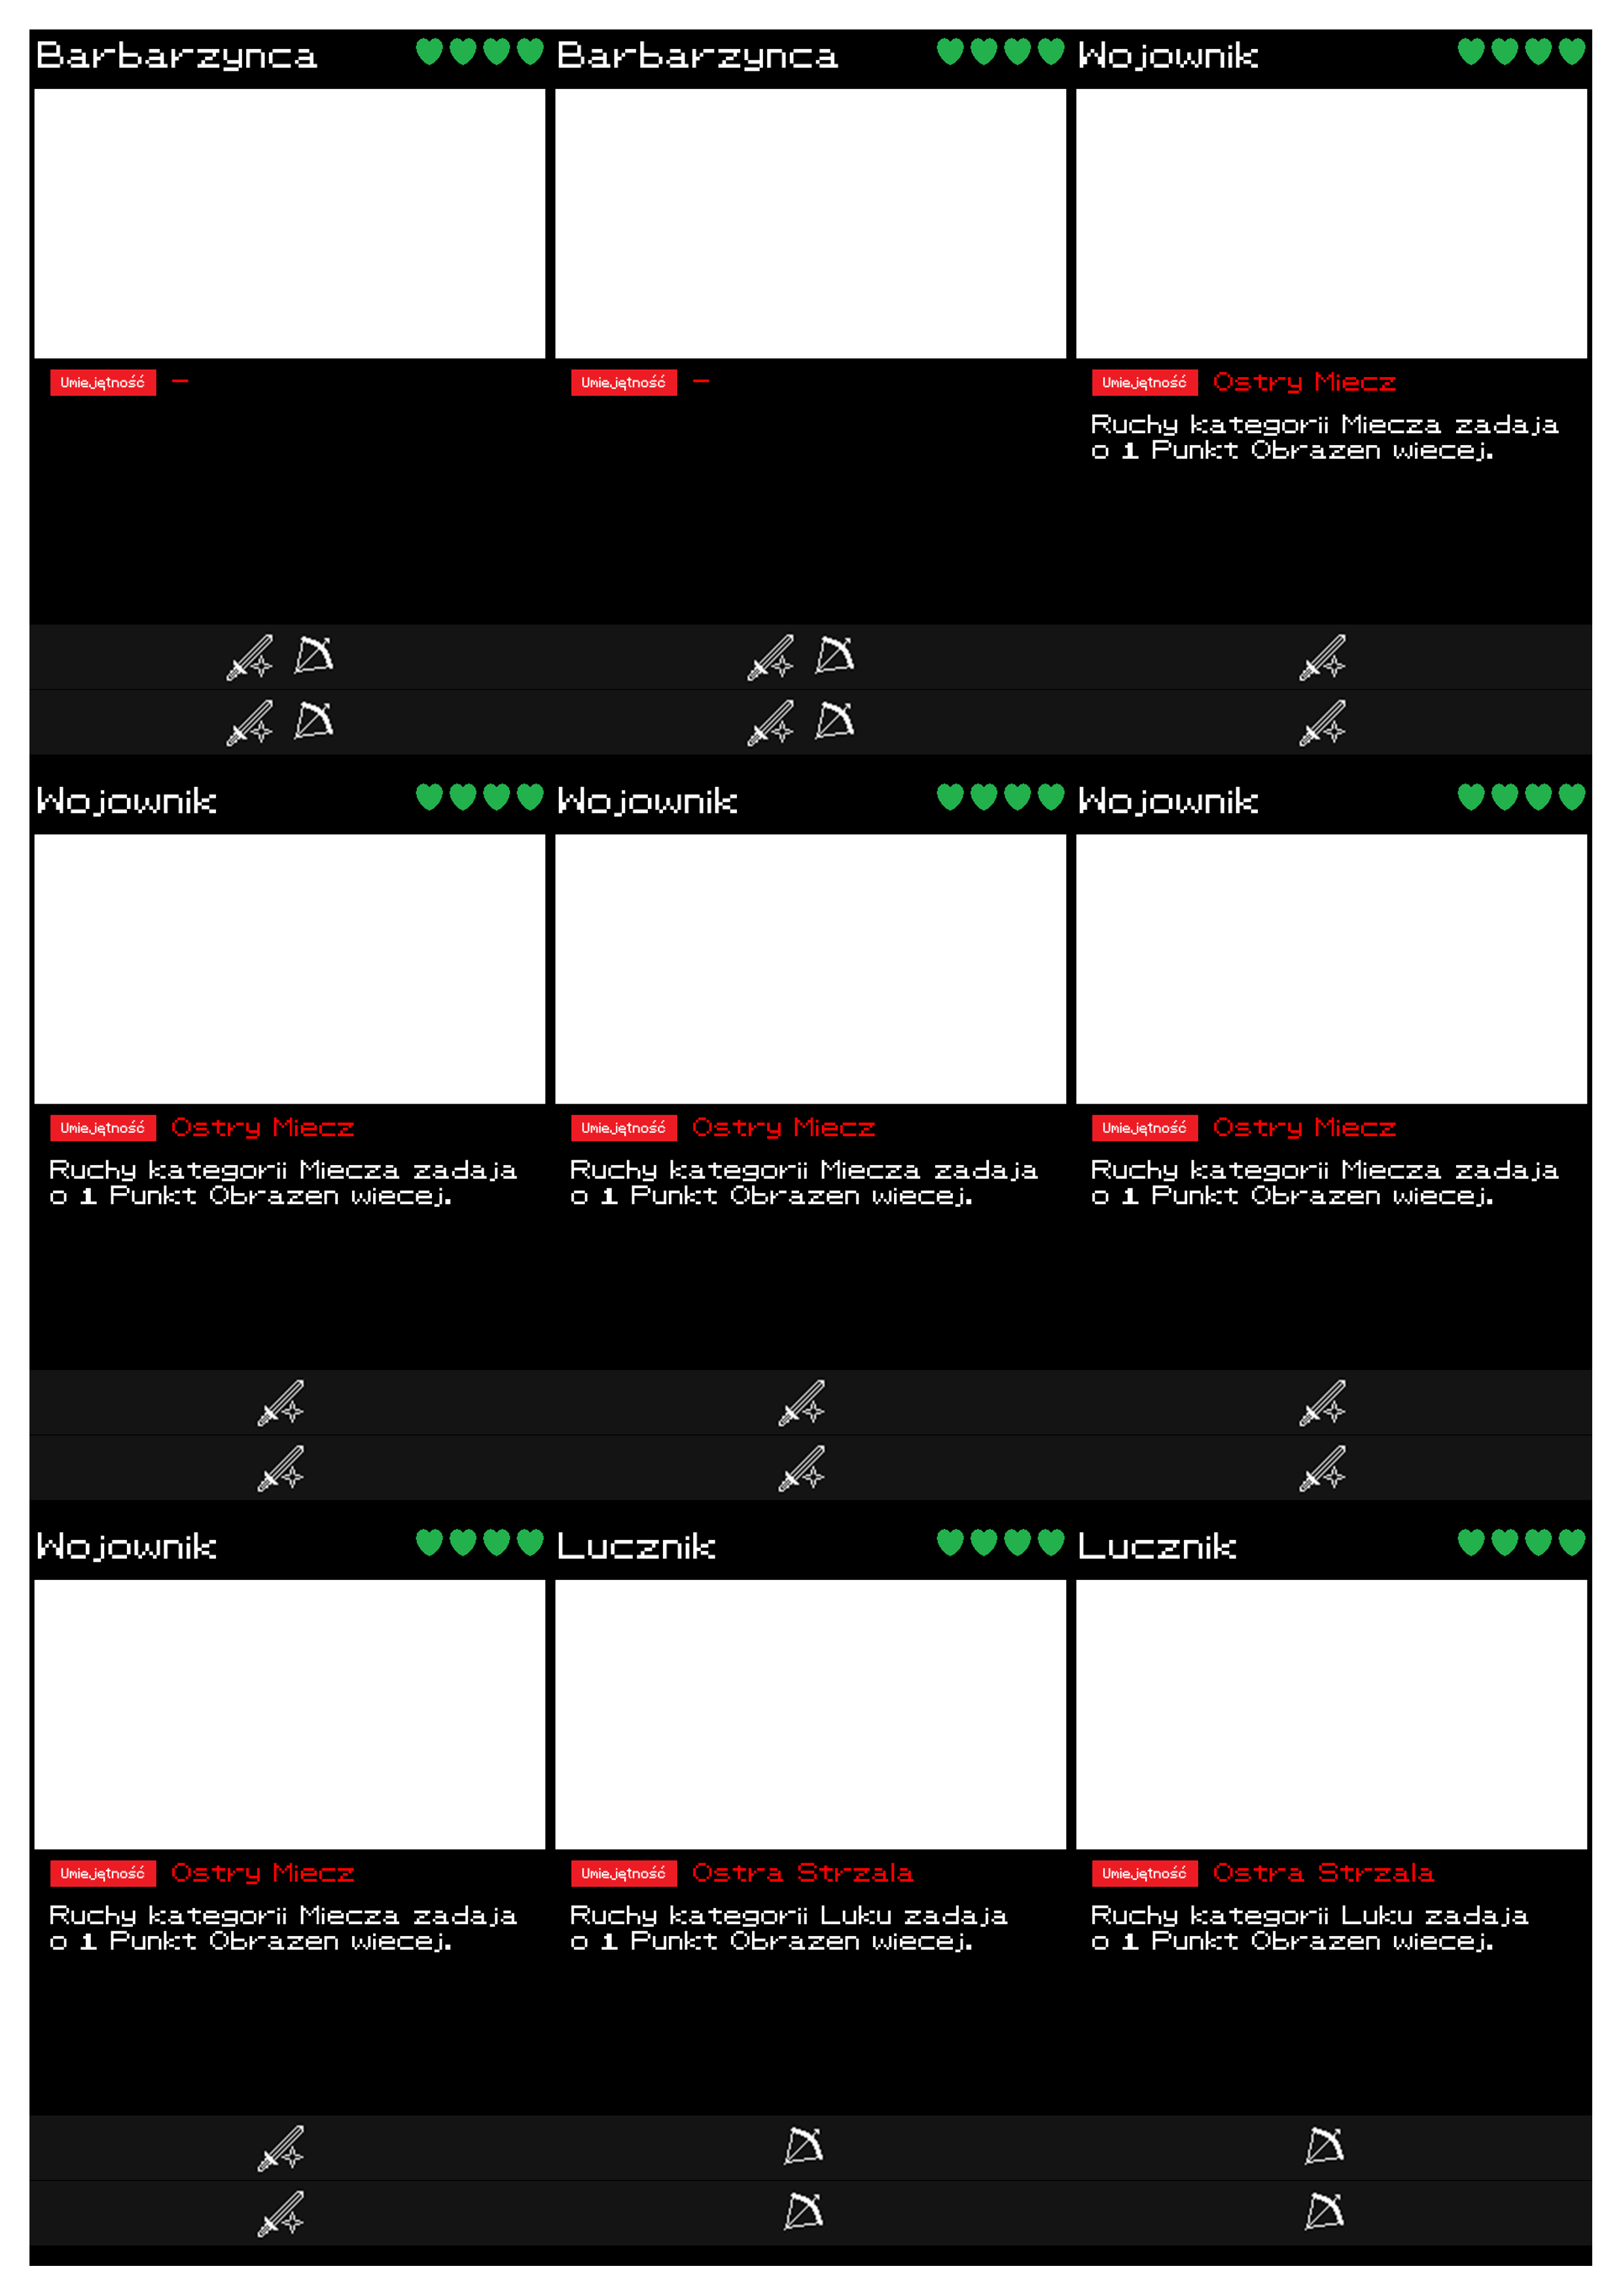 Barbarzynca
Umiejętność –
Barbarzynca
Umiejętność –
Wojownik
Umiejętność Ostry Miecz
Ruchy kategorii Miecza zadaja
o 1 Punkt Obrazen wiecej.
Wojownik
Umiejętność Ostry Miecz
Ruchy kategorii Miecza zadaja
o 1 Punkt Obrazen wiecej.
Wojownik
Umiejętność Ostry Miecz
Ruchy kategorii Miecza zadaja
o 1 Punkt Obrazen wiecej.
Wojownik
Umiejętność Ostry Miecz
Ruchy kategorii Miecza zadaja
o 1 Punkt Obrazen wiecej.
Wojownik
Umiejętność Ostry Miecz
Ruchy kategorii Miecza zadaja
o 1 Punkt Obrazen wiecej.
Lucznik
Umiejętność Ostra Strzala
Ruchy kategorii Luku zadaja
o 1 Punkt Obrazen wiecej.
Lucznik
Umiejętność Ostra Strzala
Ruchy kategorii Luku zadaja
o 1 Punkt Obrazen wiecej.